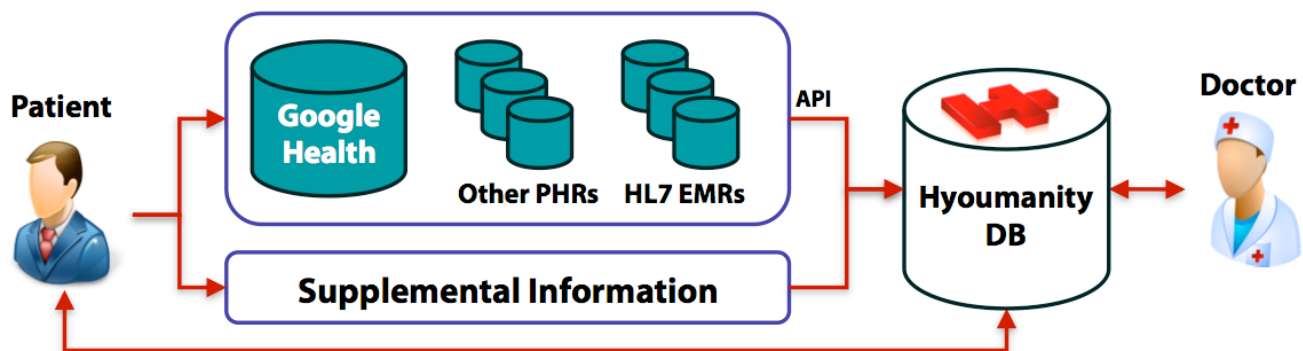 Patient
Google
Health
Other PHRs
HL7 EMRs
API
Supplemental Information
Hyoumanity
DB
Doctor